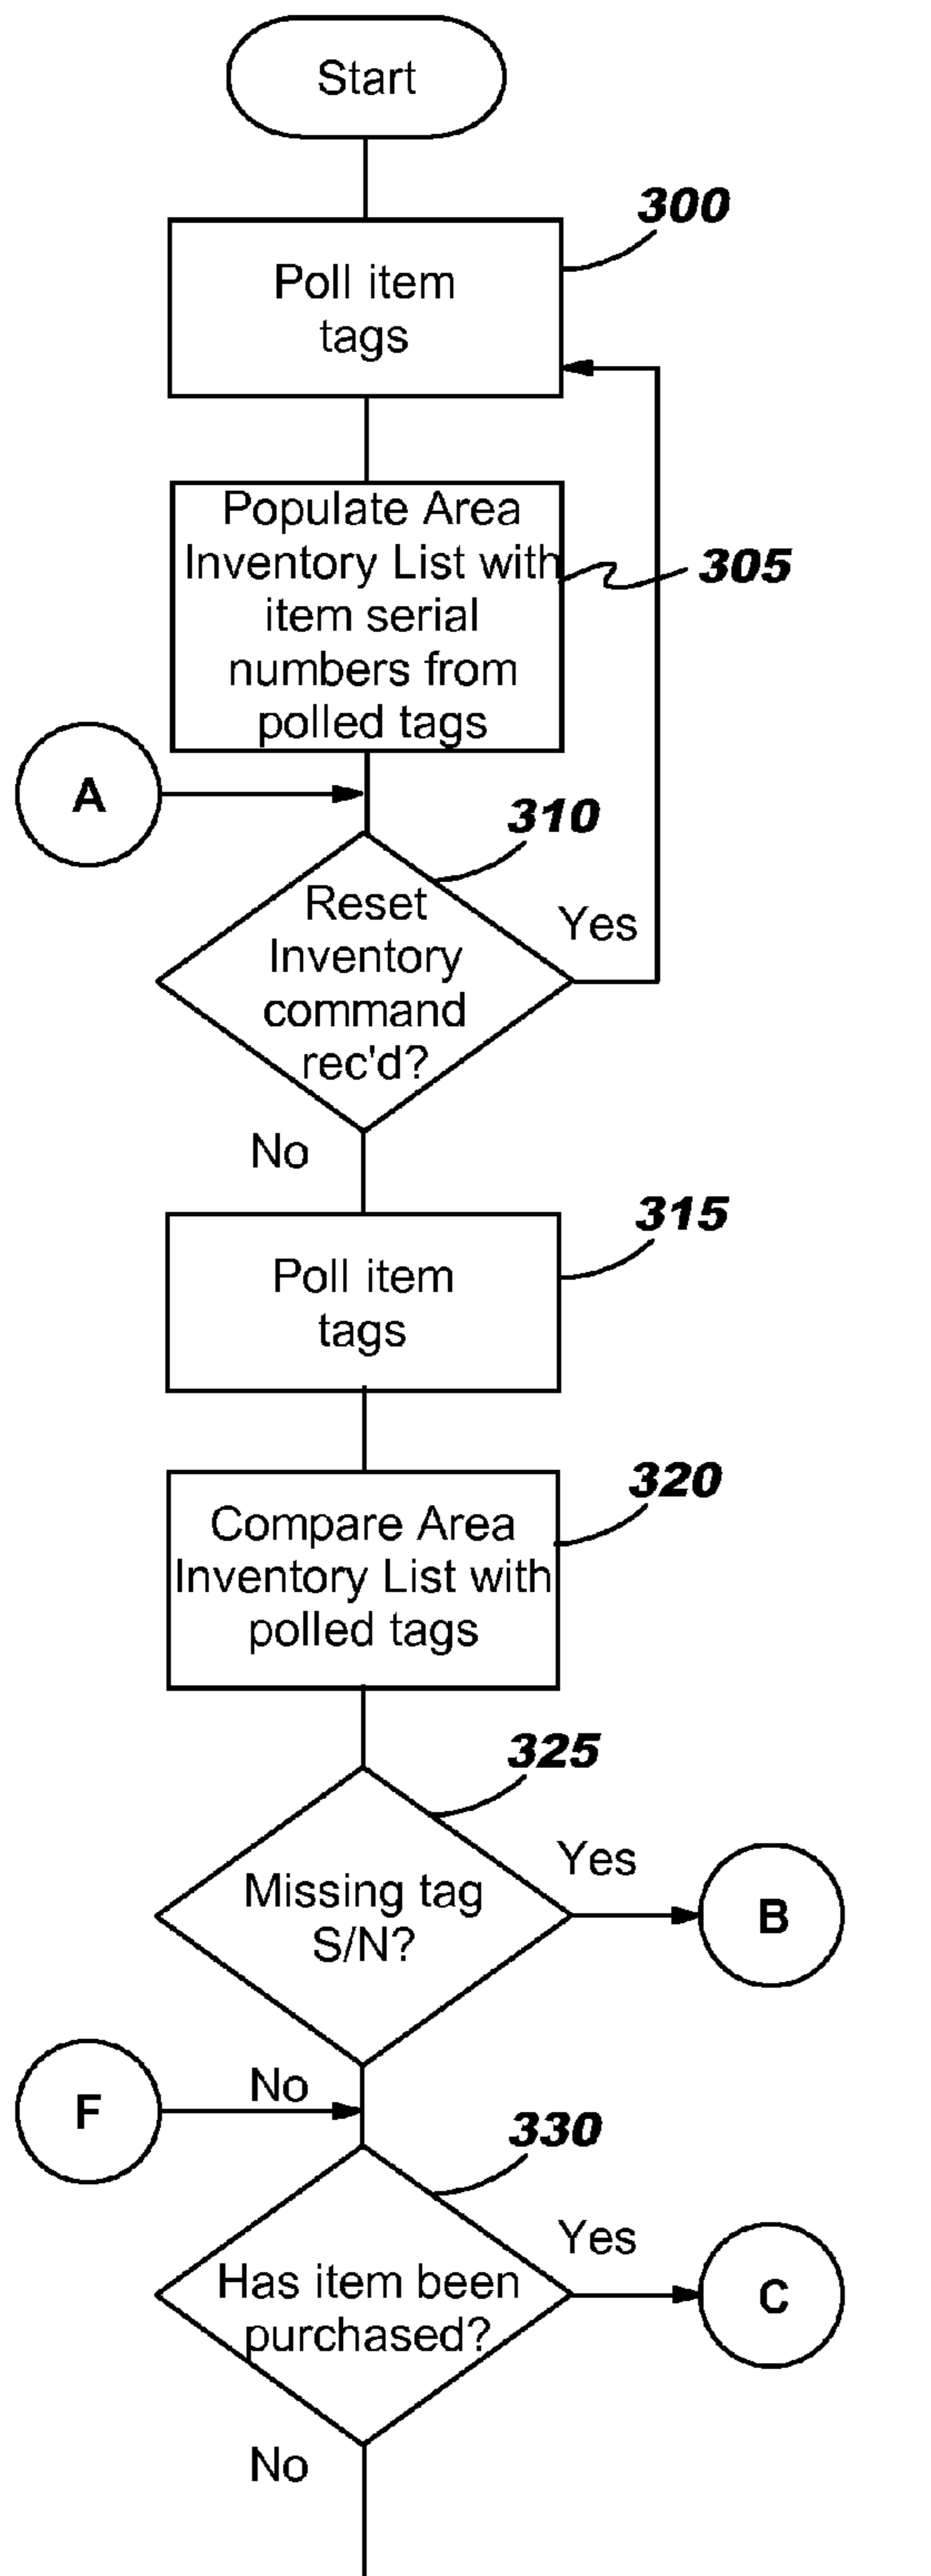 Start
300
Poll item
tags
Populate Area
Inventory List with
item serial
numbers from
polled tags
305
A
310
Reset
Inventory
command
rec'd?
Yes
No
315
Poll item
tags
320
Compare Area
Inventory List with
polled tags
325
Missing tag
S/N?
Yes
B
No
F
330
Has item been
purchased?
Yes
C
No